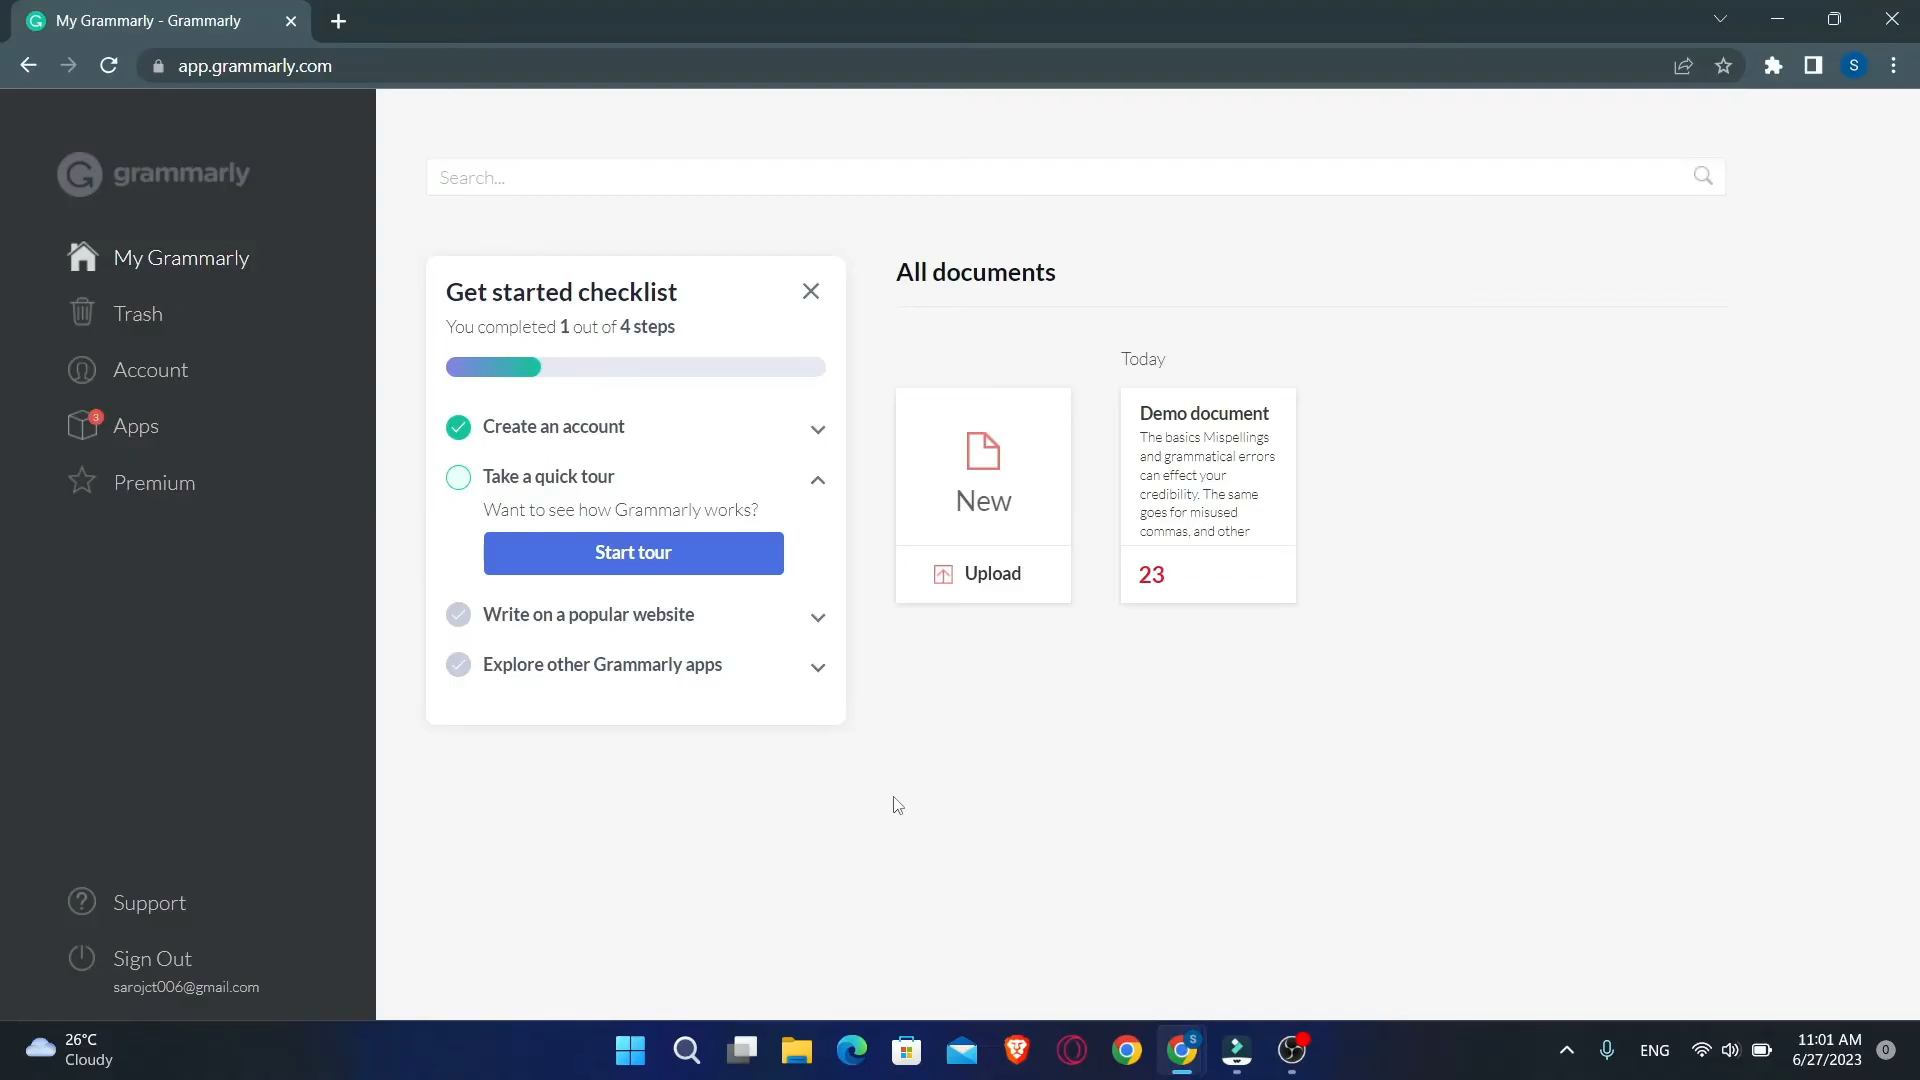 My Grammarly - Grammarly
app.grammarly.com
S
grammarly
My Grammarly
Trash
Account
3
Apps
Premium
Support
Sign Out
sarojct006@gmail.com
Search...
Get started checklist
You completed 1 out of 4 steps
Create an account
Take a quick tour
Want to see how Grammarly works?
Start tour
Write on a popular website
Explore other Grammarly apps
All documents
Today
New
Upload
Demo document
The basics Mispellings
and grammatical errors
can effect your
credibility. The same
goes for misused
commas, and other
23
26°C
Cloudy
S
ENG
11:01 AM
6/27/2023
0